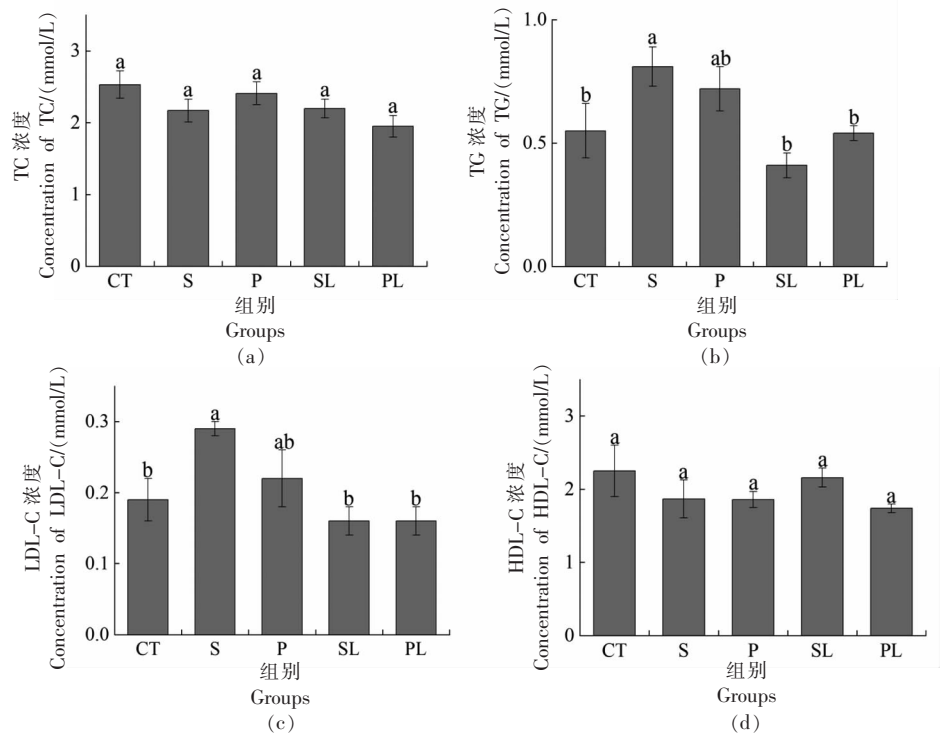 TC 浓度
Concentration of TC/(mmol/L)
3
2
1
0
a
a
a
a
a
CT S P SL PL
组别
Groups
(a)
TG 浓度
Concentration of TG/(mmol/L)
1.0
0.5
0.0
b
a
ab
b
b
CT S P SL PL
组别
Groups
(b)
LDL-C 浓度
Concentration of LDL-C/(mmol/L)
0.3
0.2
0.1
0.0
b
a
ab
b
b
CT S P SL PL
组别
Groups
(c)
HDL-C 浓度
Concentration of HDL-C/(mmol/L)
3
2
1
0
a
a
a
a
a
CT S P SL PL
组别
Groups
(d)